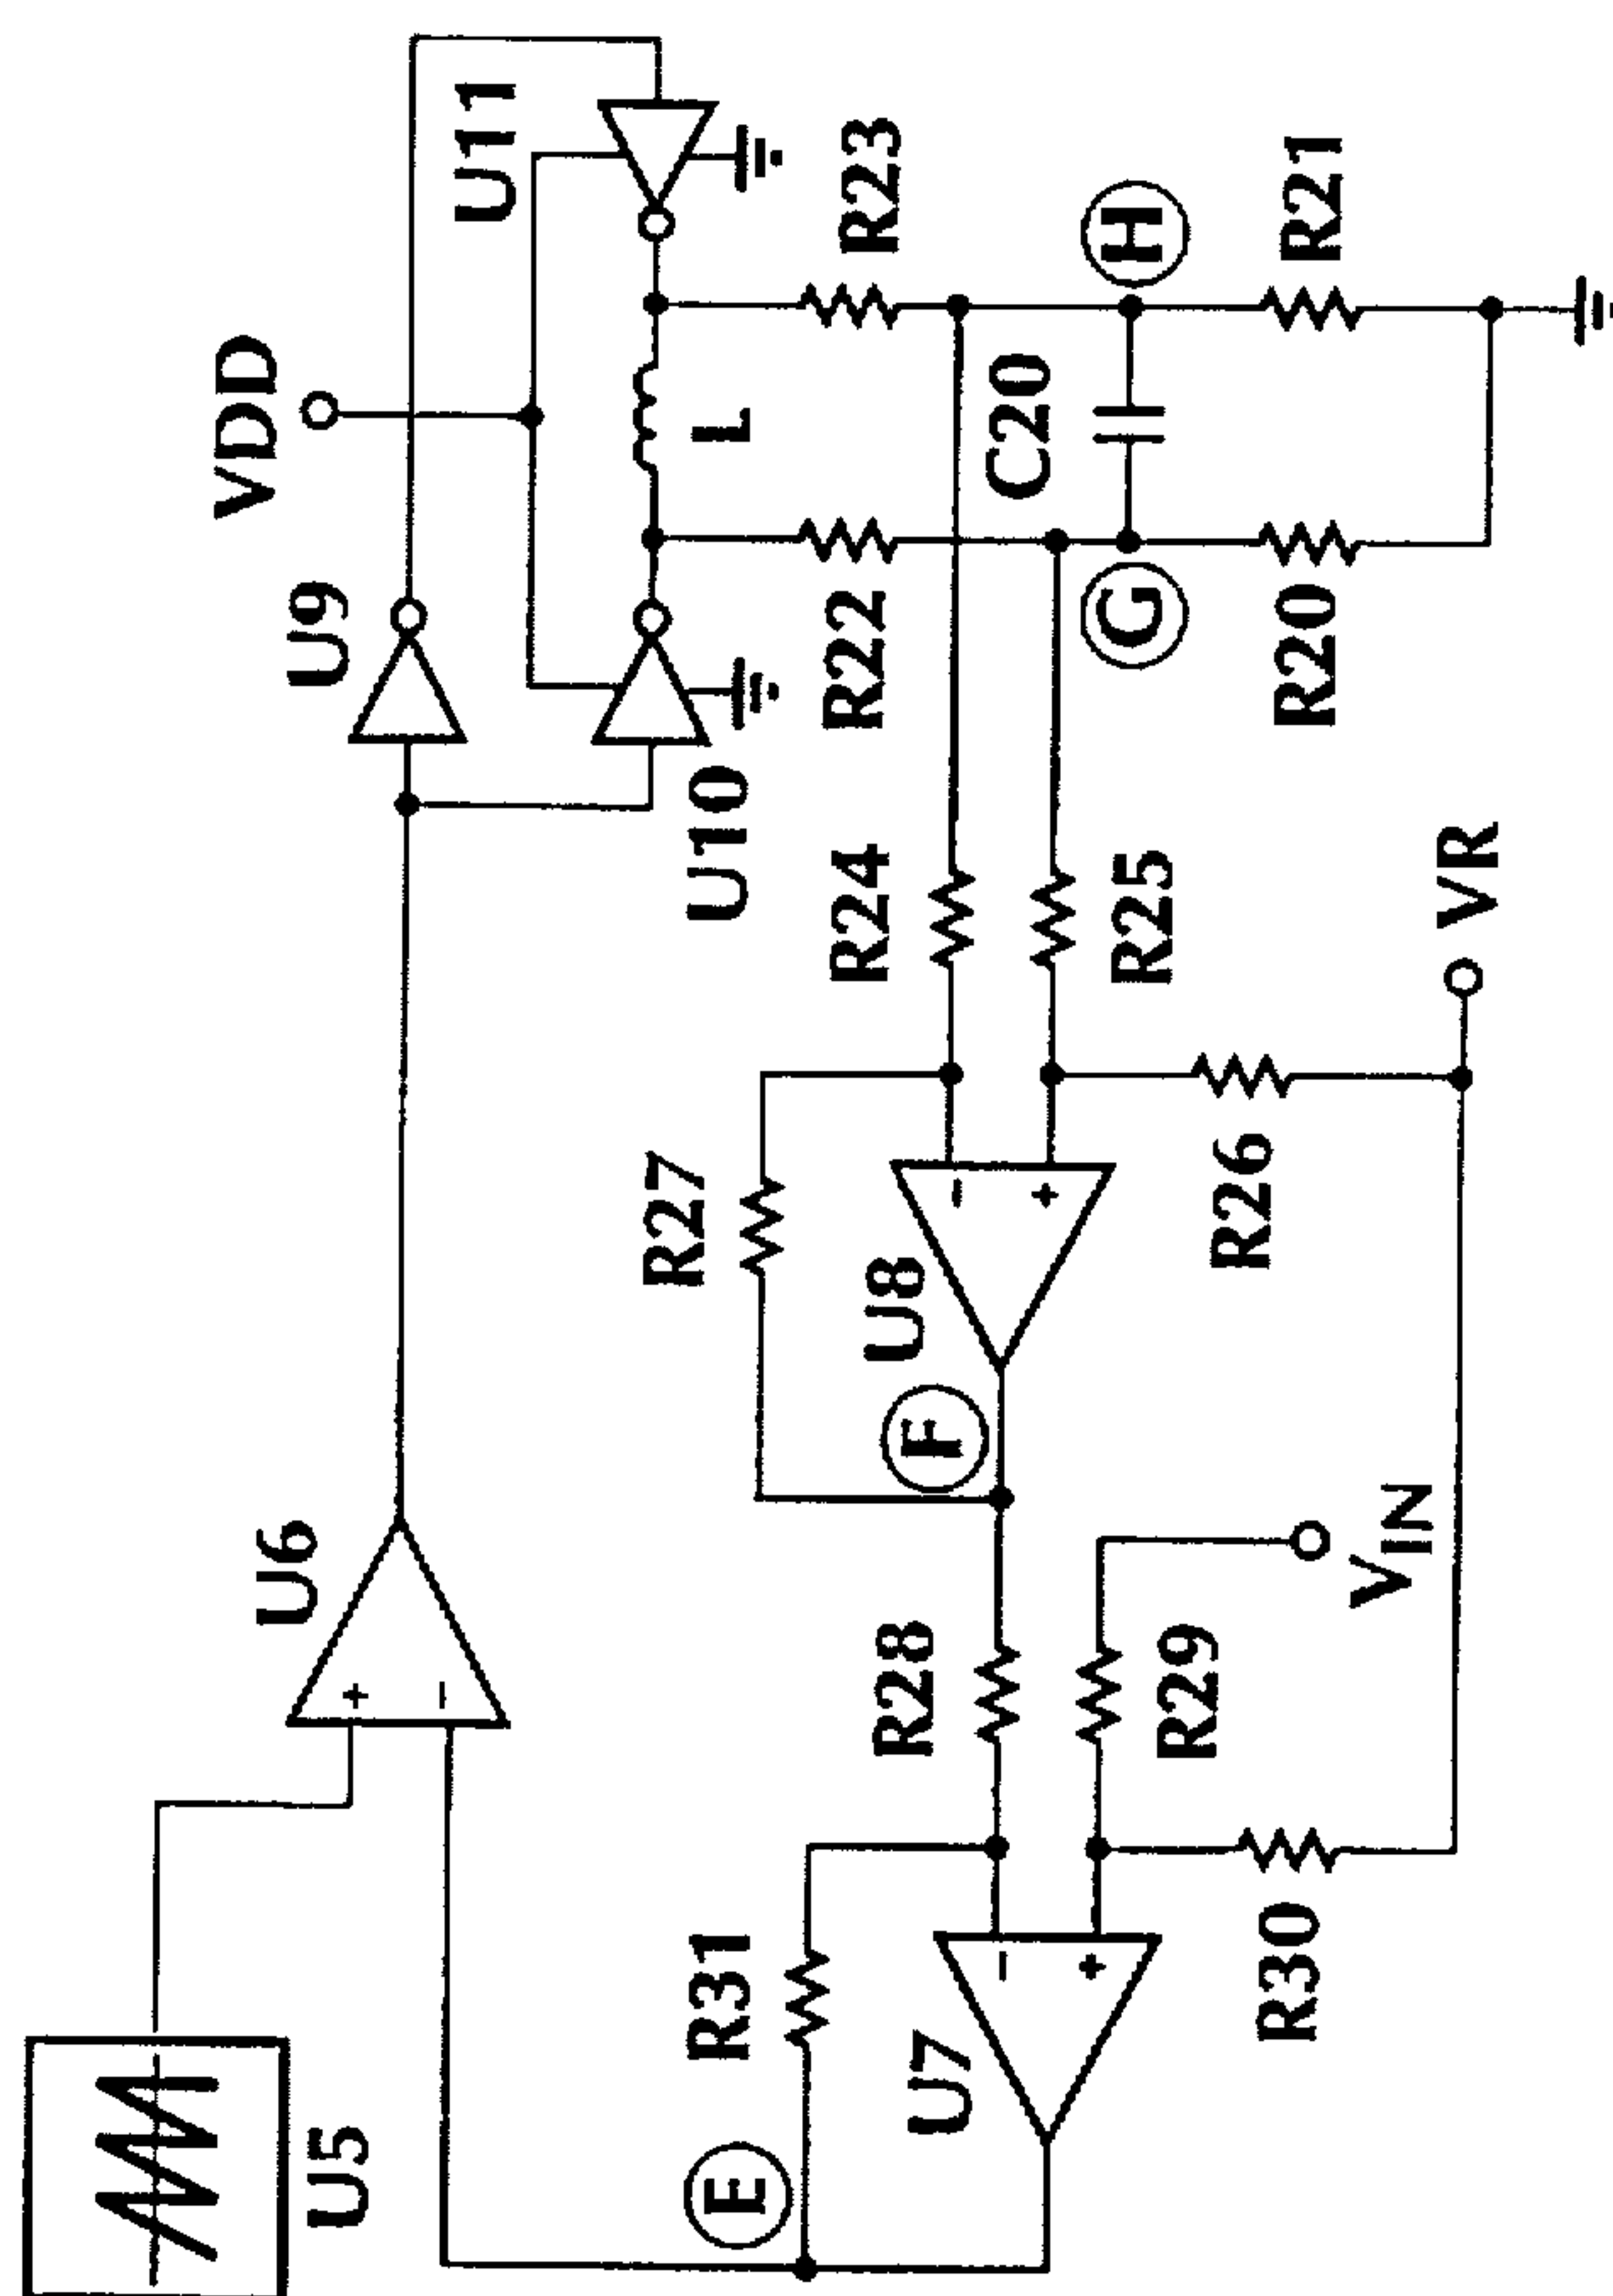 VDD
U9
U11
L
U10
R22
R23
C20
H
G
R20
R21
R24
R25
VR
R27
U8
R26
F
U6
VIN
R28
R29
R31
U7
R30
E
U5
+
−
−
+
−
+